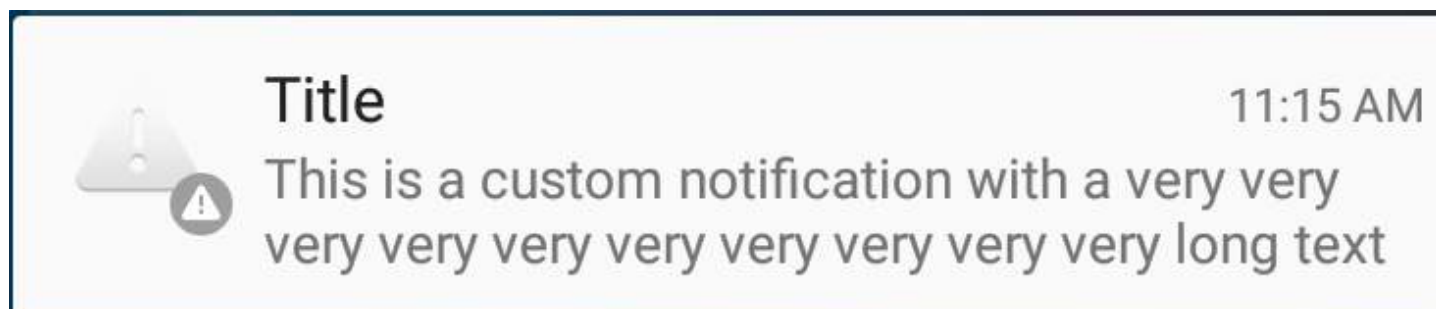 Title
11:15 AM
This is a custom notification with a very very
very very very very very very very very long text